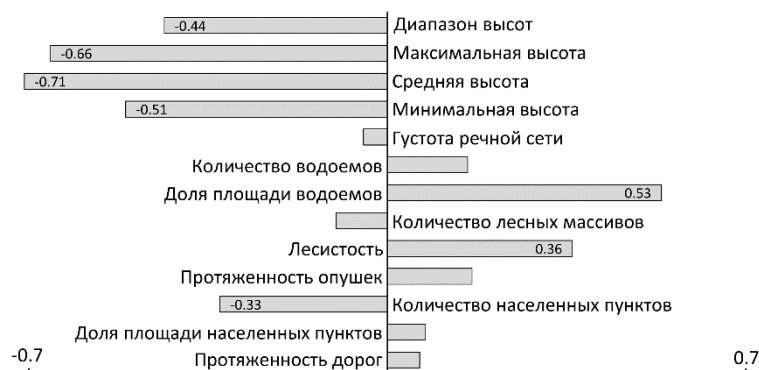 -0.44 Диапазон высот
-0.66 Максимальная высота
-0.71 Средняя высота
-0.51 Минимальная высота
Густота речной сети
Количество водоемов
Доля площади водоемов 0.53
Количество лесных массивов
Лесистость 0.36
Протяженность опушек
-0.33 Количество населенных пунктов
Доля площади населенных пунктов
Протяженность дорог
-0.7 0.7